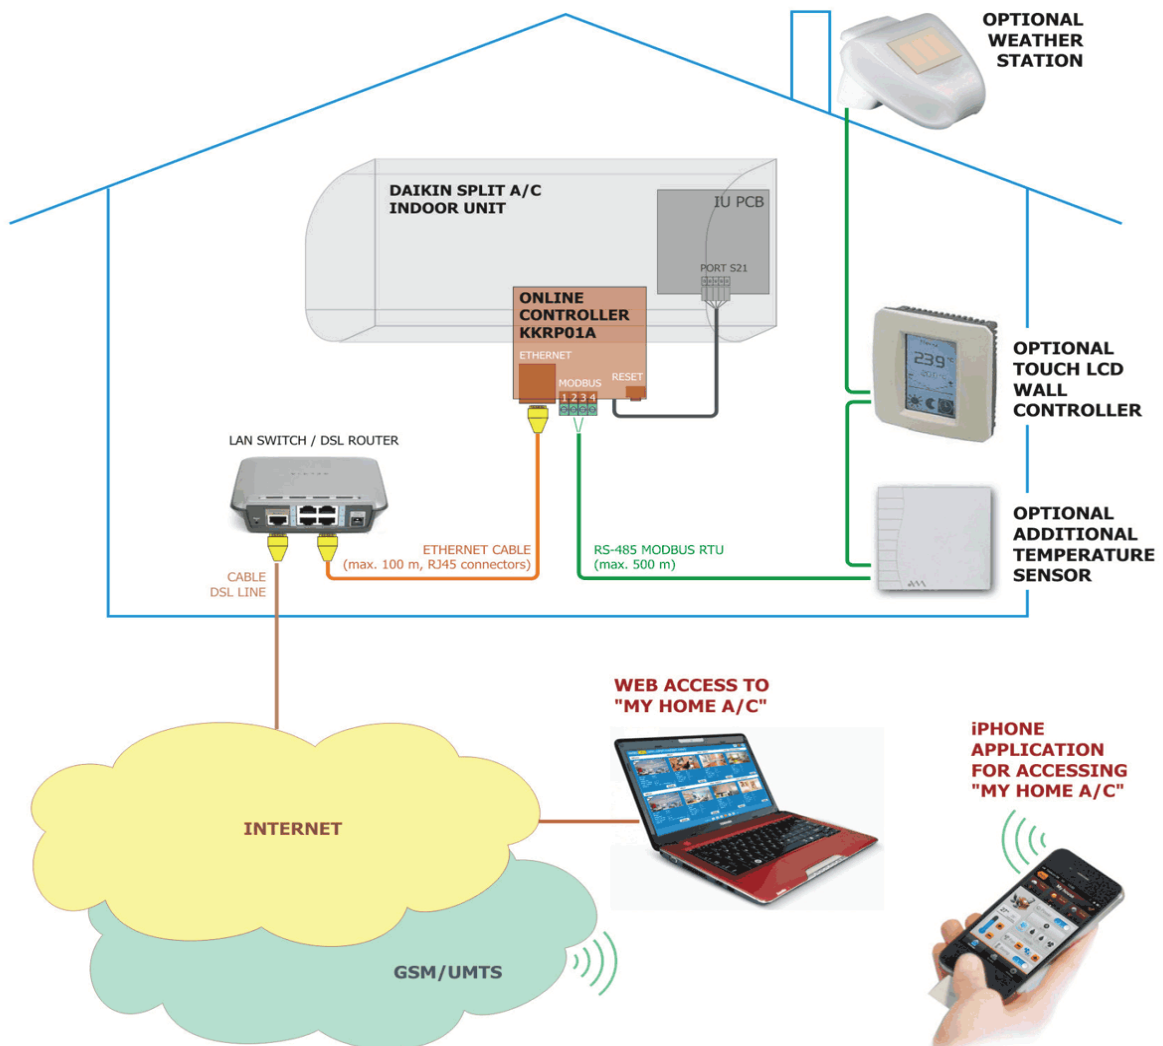 OPTIONAL
WEATHER
STATION
DAIKIN SPLIT A/C
INDOOR UNIT
IU PCB
PORT S21
ONLINE
CONTROLLER
KKRP01A
ETHERNET
MODBUS
RESET
1 2 3 4
OPTIONAL
TOUCH LCD
WALL
CONTROLLER
LAN SWITCH / DSL ROUTER
ETHERNET CABLE
(max. 100 m, RJ45 connectors)
RS-485 MODBUS RTU
(max. 500 m)
CABLE
DSL LINE
OPTIONAL
ADDITIONAL
TEMPERATURE
SENSOR
WEB ACCESS TO
"MY HOME A/C"
iPHONE
APPLICATION
FOR ACCESSING
"MY HOME A/C"
INTERNET
GSM/UMTS